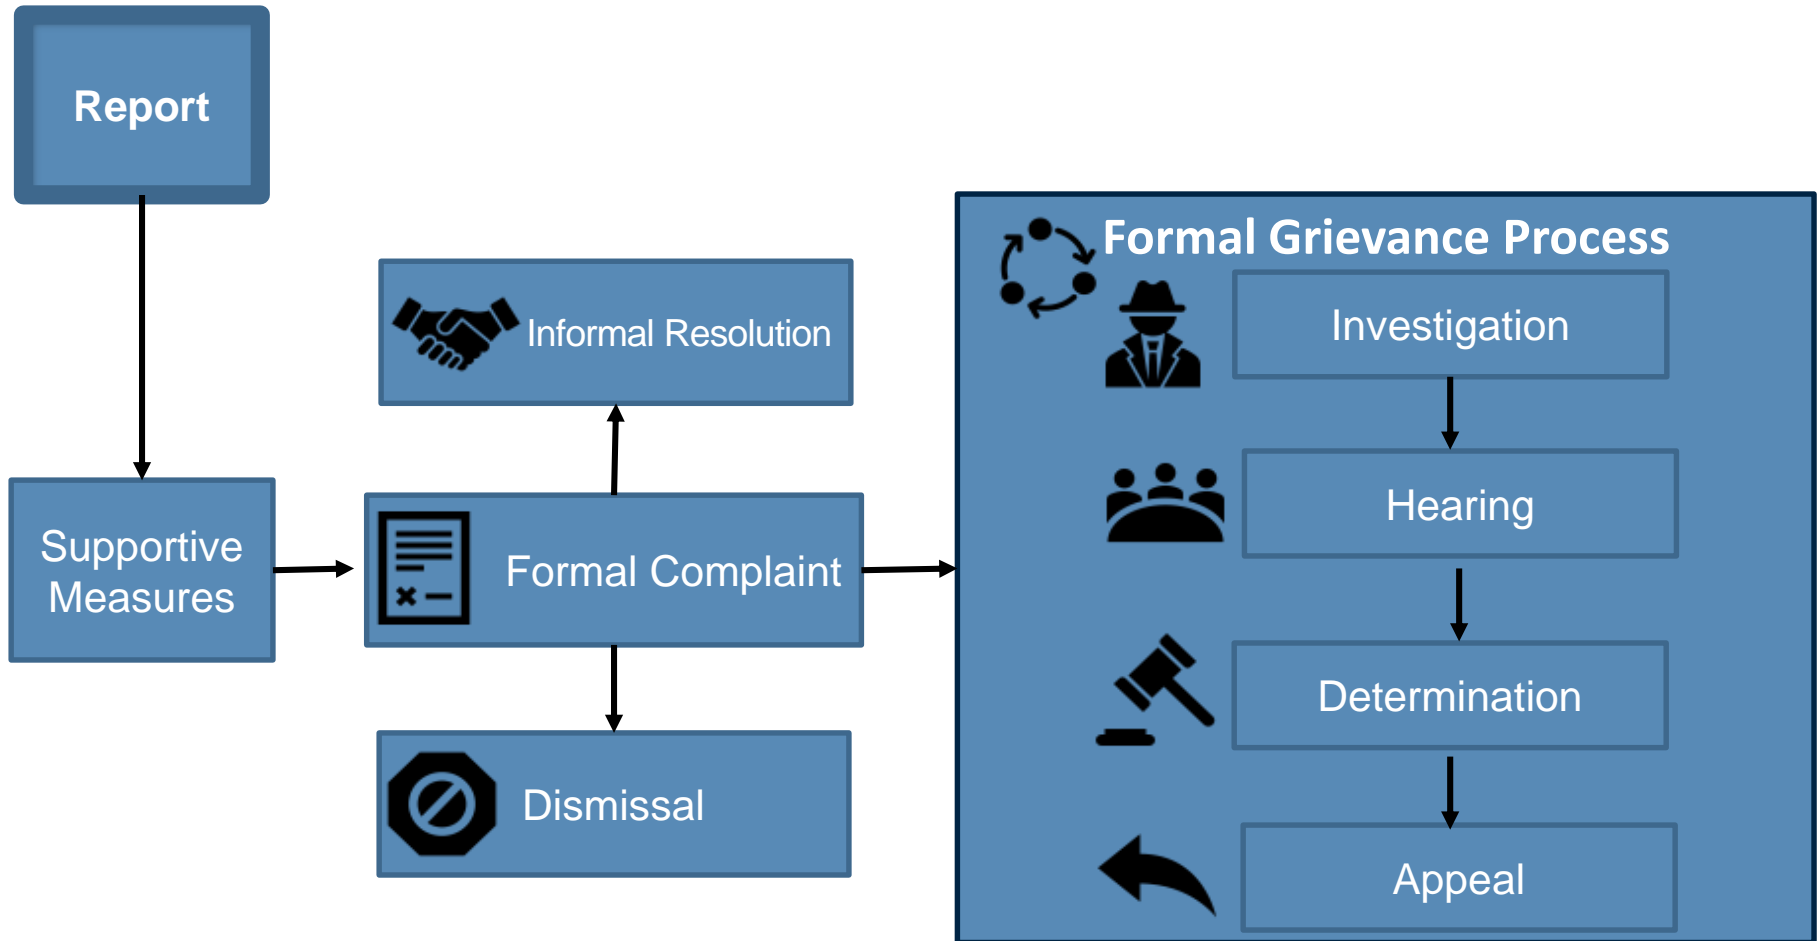 Report
Supportive
Measures
Informal Resolution
Formal Complaint
Dismissal
Formal Grievance Process
Investigation
Hearing
Determination
Appeal